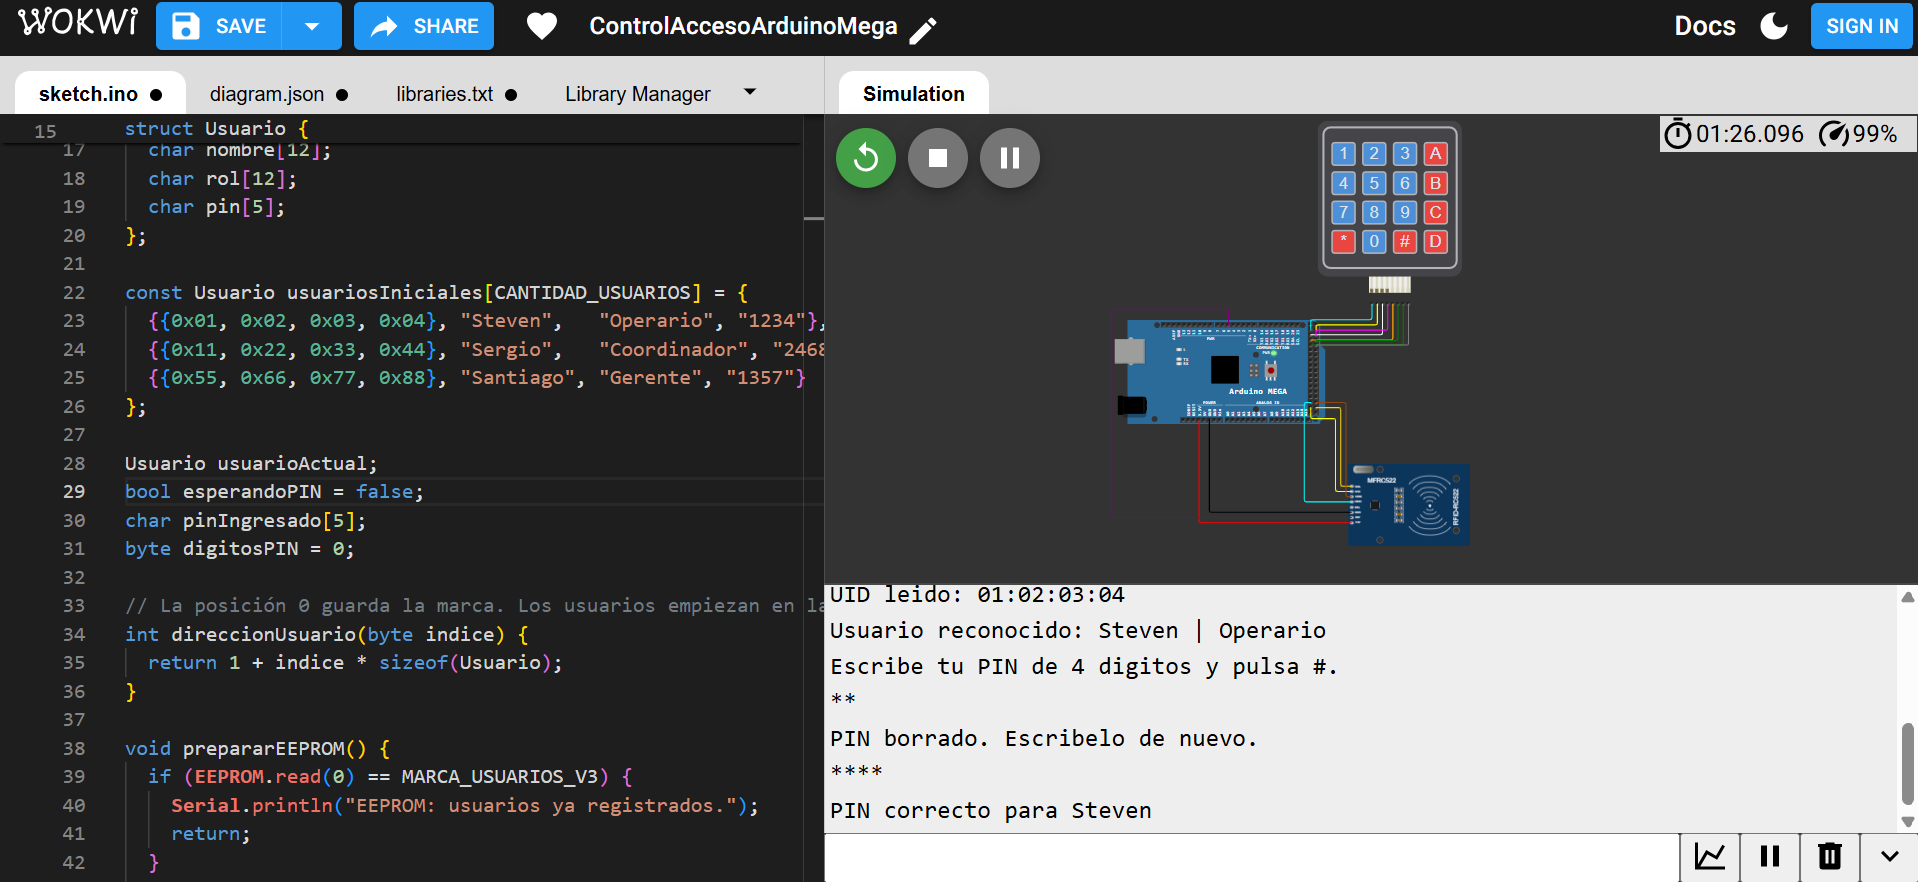 WOKWI SAVE SHARE ControlAccesoArduinoMega Docs SIGN IN
sketch.ino diagram.json libraries.txt Library Manager
Simulation
15 struct Usuario {
17 char nombre[12];
18 char rol[12];
19 char pin[5];
20 };
21
22 const Usuario usuariosIniciales[CANTIDAD_USUARIOS] = {
23 {{0x01, 0x02, 0x03, 0x04}, "Steven", "Operario", "1234"},
24 {{0x11, 0x22, 0x33, 0x44}, "Sergio", "Coordinador", "2468
25 {{0x55, 0x66, 0x77, 0x88}, "Santiago", "Gerente", "1357"}
26 };
27
28 Usuario usuarioActual;
29 bool esperandoPIN = false;
30 char pinIngresado[5];
31 byte digitosPIN = 0;
32
33 // La posición 0 guarda la marca. Los usuarios empiezan en la
34 int direccionUsuario(byte indice) {
35 return 1 + indice * sizeof(Usuario);
36 }
37
38 void prepararEEPROM() {
39 if (EEPROM.read(0) == MARCA_USUARIOS_V3) {
40 Serial.println("EEPROM: usuarios ya registrados.");
41 return;
42 }
01:26.096 99%
1 2 3 A
4 5 6 B
7 8 9 C
* 0 # D
Arduino MEGA
MFRC522
RFID-RC522
UID leido: 01:02:03:04
Usuario reconocido: Steven | Operario
Escribe tu PIN de 4 digitos y pulsa #.
**
PIN borrado. Escribelo de nuevo.
****
PIN correcto para Steven